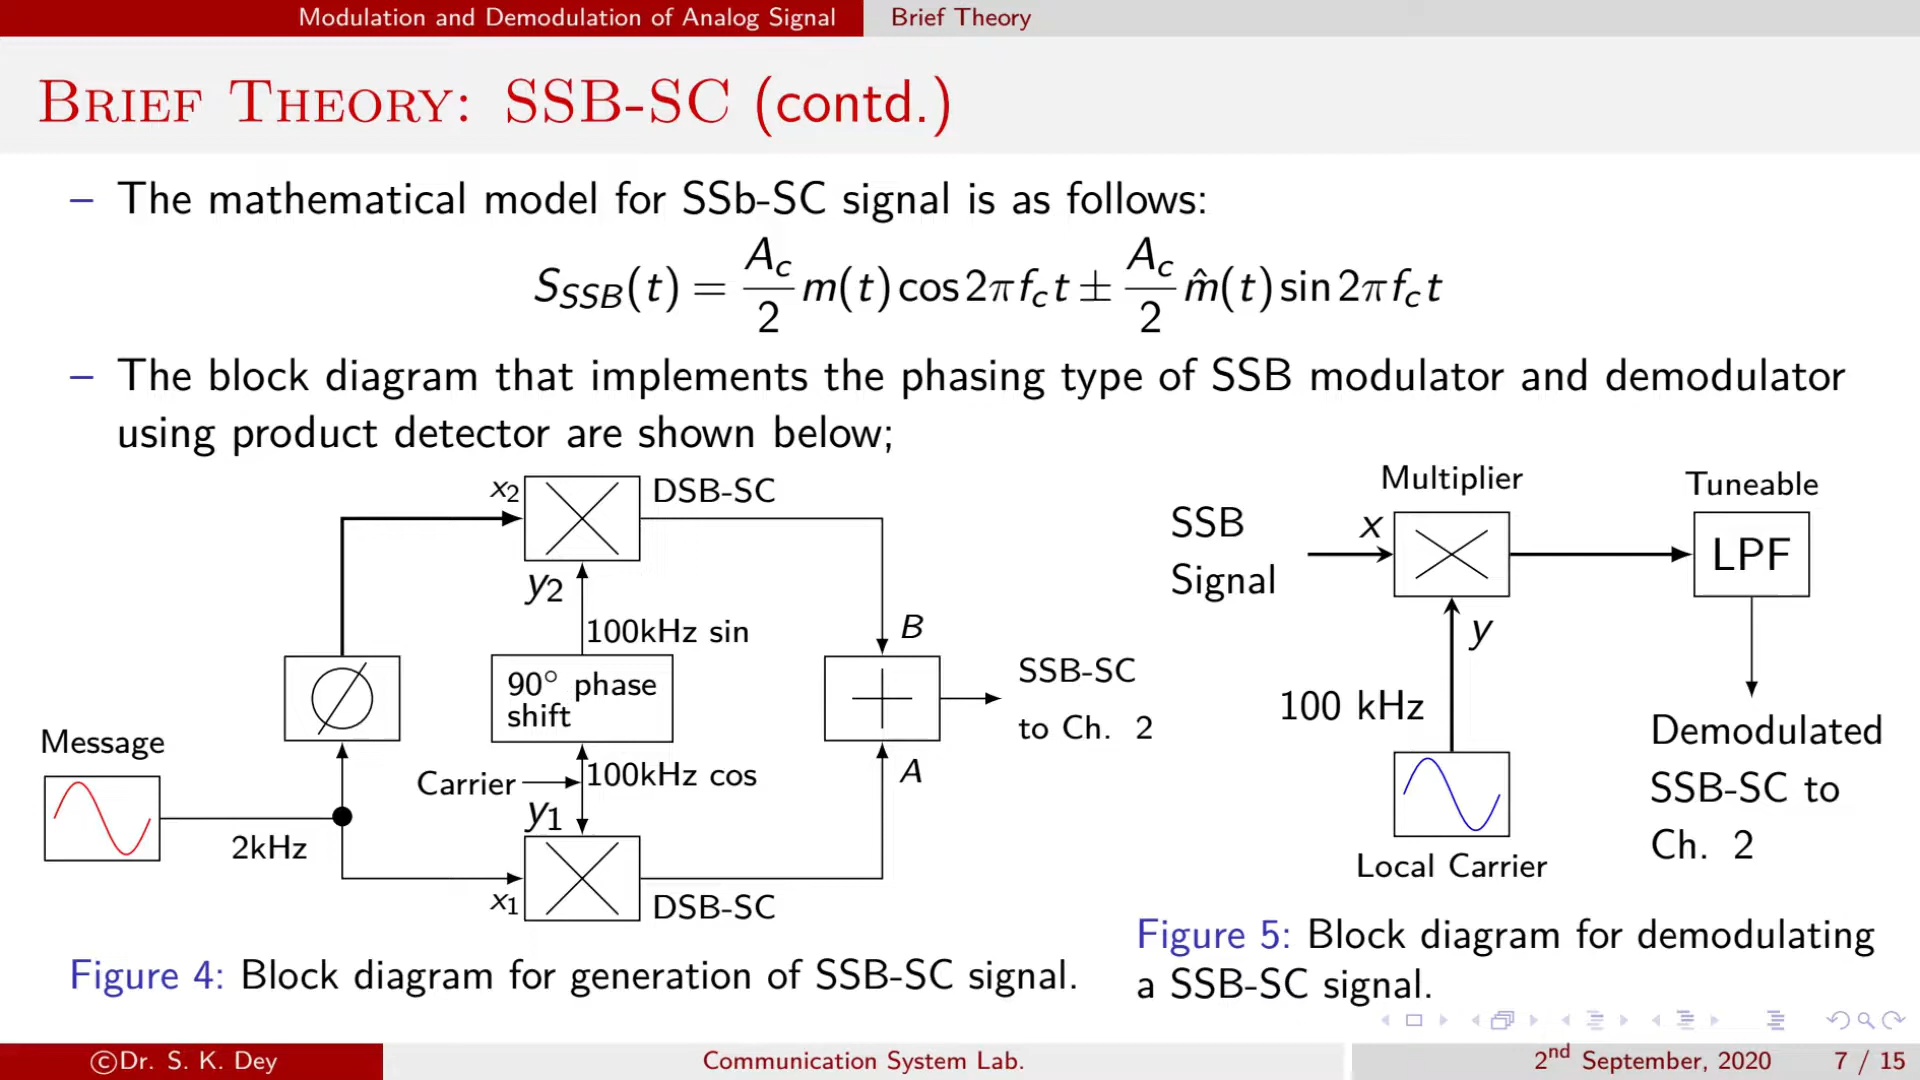 Modulation and Demodulation of Analog Signal Brief Theory
Brief Theory: SSB-SC (contd.)
– The mathematical model for SSb-SC signal is as follows:
S_SSB(t) = A_c/2 m(t) cos 2πf_c t ± A_c/2 m̂(t) sin 2πf_c t
– The block diagram that implements the phasing type of SSB modulator and demodulator
using product detector are shown below;
x2
DSB-SC
y2
100kHz sin
B
90° phase
shift
SSB-SC
to Ch. 2
Message
Carrier
100kHz cos
A
y1
2kHz
x1
DSB-SC
Figure 4: Block diagram for generation of SSB-SC signal.
Multiplier
Tuneable
SSB
Signal
x
LPF
y
100 kHz
Demodulated
SSB-SC to
Ch. 2
Local Carrier
Figure 5: Block diagram for demodulating
a SSB-SC signal.
©Dr. S. K. Dey Communication System Lab. 2nd September, 2020 7 / 15